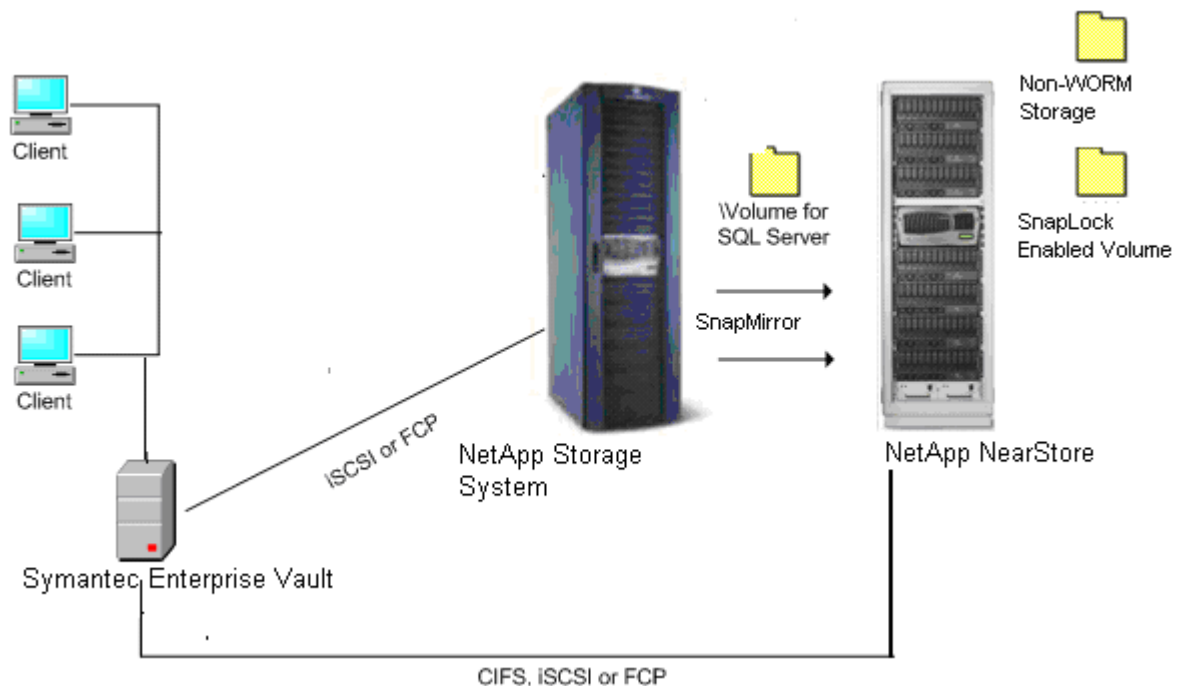 Non-WORM
Storage
Client
Volume for
SQL Server
SnapLock
Enabled Volume
Client
SnapMirror
Client
iSCSI or FCP
NetApp Storage
System
NetApp NearStore
Symantec Enterprise Vault
CIFS, iSCSI or FCP